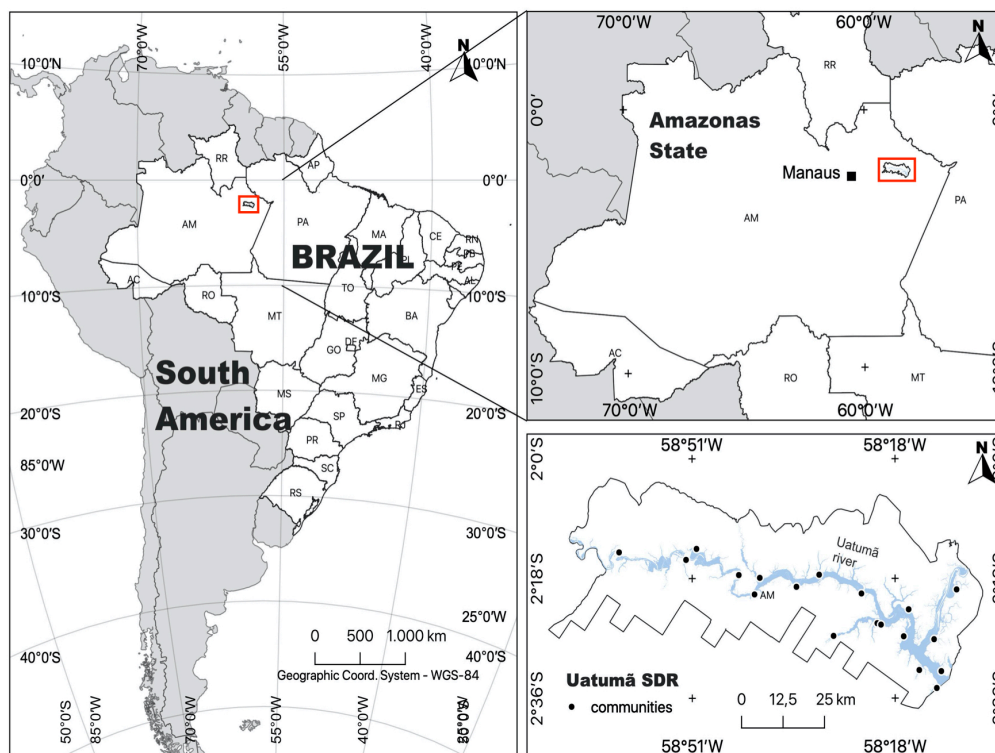 70°0'W
55°0'W
40°0'W
N
10°0'N
10°0'N
RR
AP
0°0'
0°0'
AM
PA
MA
CE
RN
PB
PI
PE
AL
BRAZIL
AC
TO
10°0'S
10°0'S
RO
BA
MT
DF
GO
South
America
MG
ES
MS
20°0'S
20°0'S
SP
RJ
PR
85°0'W
SC
RS
30°0'S
30°0'S
25°0'W
0 500 1.000 km
Geographic Coord. System - WGS-84
40°0'S
40°0'S
50°0'S
70°0'W
55°0'W
40°0'W
50°0'S
70°0'W
60°0'W
N
RR
0°0'
Amazonas
State
Manaus
AM
PA
AC
RO
MT
10°0'S
70°0'W
60°0'W
58°51'W
58°18'W
2°0'S
N
Uatumã
river
2°18'S
AM
Uatumã SDR
communities
0 12,5 25 km
2°36'S
58°51'W
58°18'W